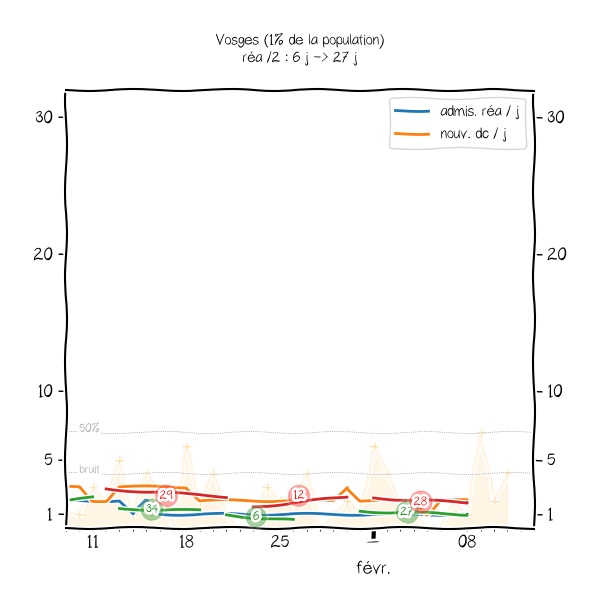 Vosges (1% de la population)
réa /2 : 6 j -> 27 j
admis. réa / j
nouv. dc / j
30 30
20 20
10 10
50%
5 5
bruit
29 12 28
34 6 27
1 1
11 18 25 1 08
févr.